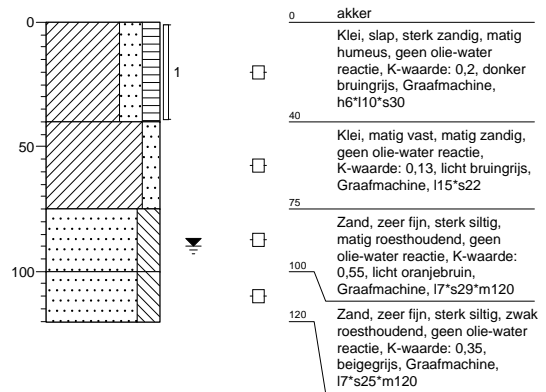 0
50
100
1
0
akker
Klei, slap, sterk zandig, matig
humeus, geen olie-water
reactie, K-waarde: 0,2, donker
bruingrijs, Graafmachine,
h6*l10*s30
40
Klei, matig vast, matig zandig,
geen olie-water reactie,
K-waarde: 0,13, licht bruingrijs,
Graafmachine, l15*s22
75
Zand, zeer fijn, sterk siltig,
matig roesthoudend, geen
olie-water reactie, K-waarde:
0,55, licht oranjebruin,
Graafmachine, l7*s29*m120
100
Zand, zeer fijn, sterk siltig, zwak
roesthoudend, geen olie-water
reactie, K-waarde: 0,35,
beigegrijs, Graafmachine,
l7*s25*m120
120